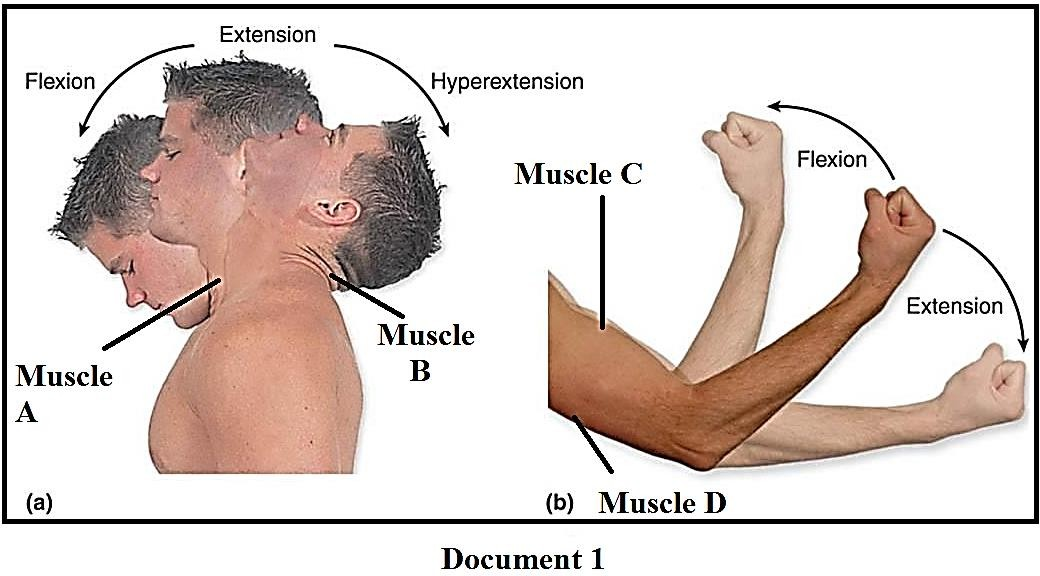 Extension
Flexion
Hyperextension
Muscle
A
Muscle
B
(a)
Muscle C
Flexion
Extension
Muscle D
(b)
Document 1